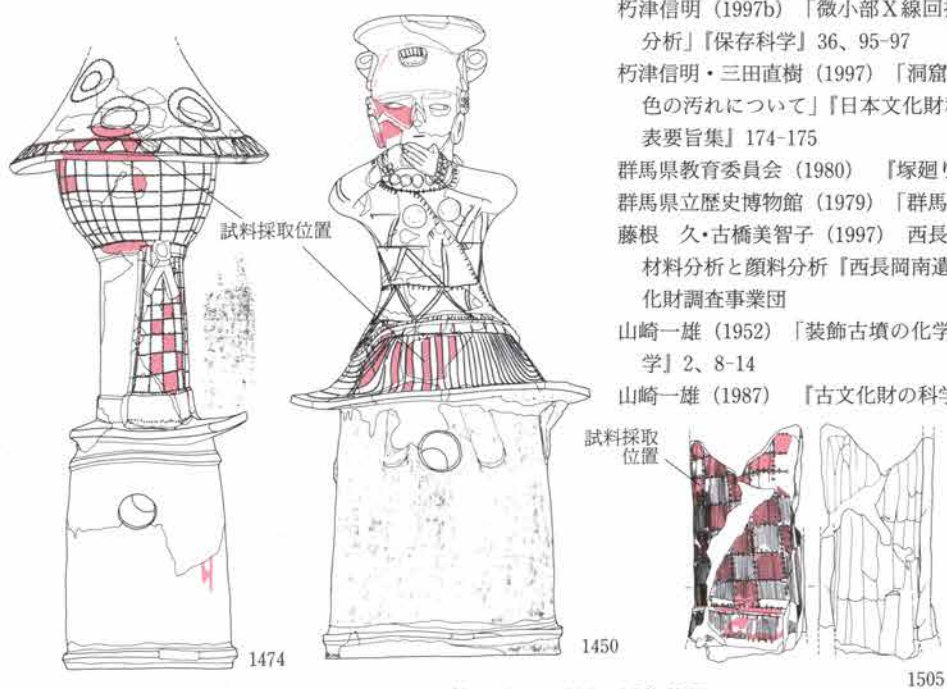 朽津信明（1997b）「微小部Ｘ線回
分析」『保存科学』36、95-97
朽津信明・三田直樹（1997）「洞窟
色の汚れについて」『日本文化財
表要旨集』174-175
群馬県教育委員会（1980）　『塚廻り
群馬県立歴史博物館（1979）「群馬
藤根　久・古橋美智子（1997）　西長
材料分析と顔料分析『西長岡南遺
化財調査事業団
山崎一雄（1952）「装飾古墳の化学
学』2、8-14
山崎一雄（1987）　『古文化財の科学
試料採取位置
試料採取
位置
1474
1450
1505